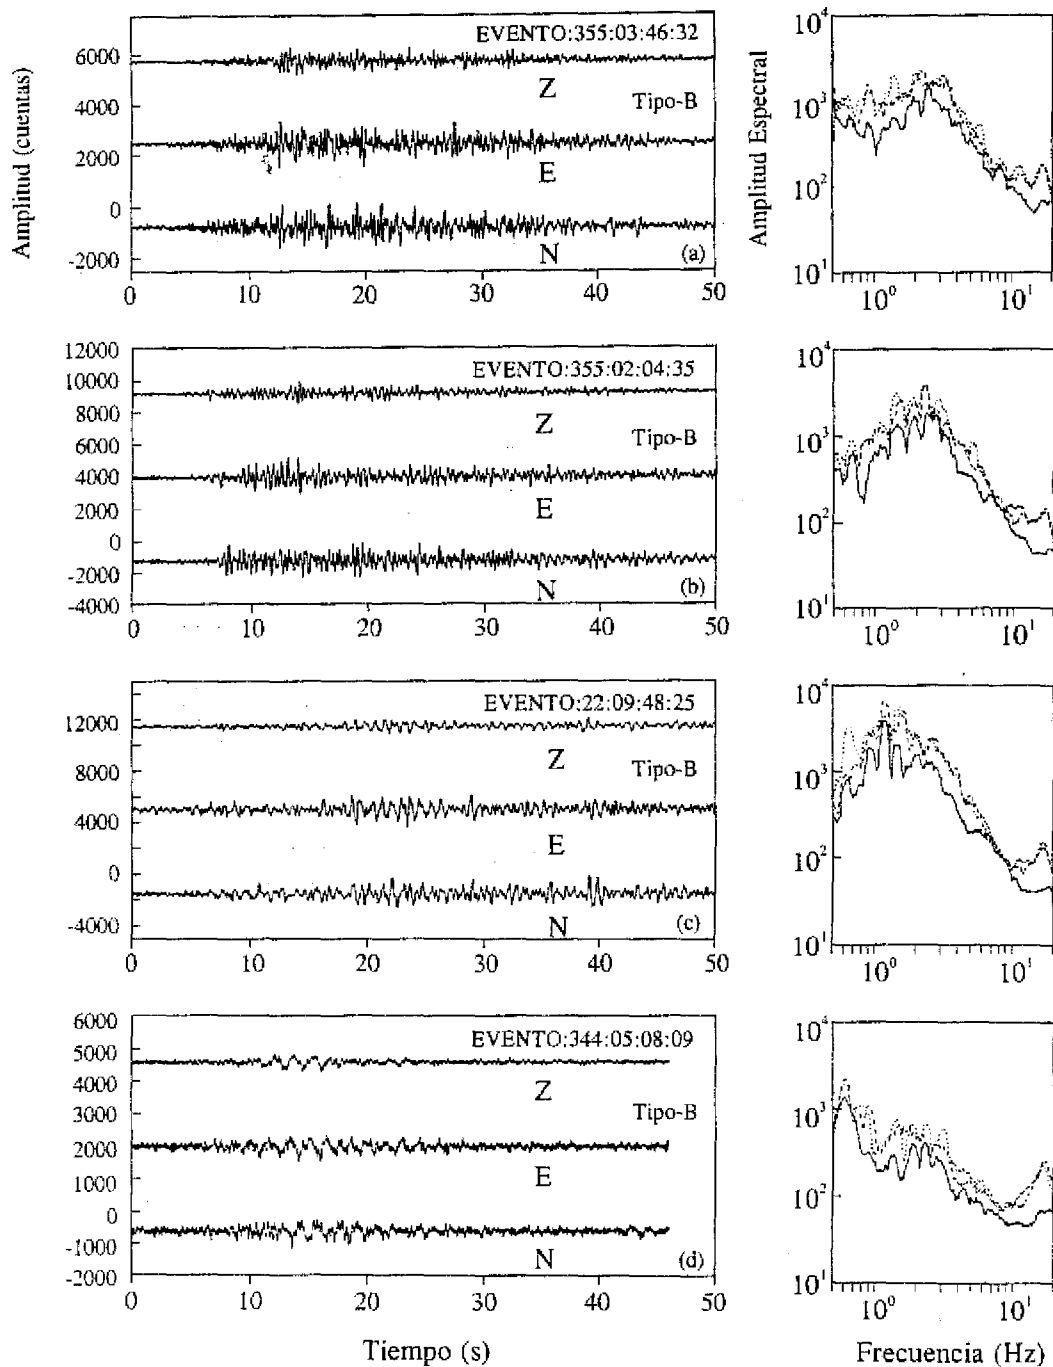 Amplitud (cuentas)
6000
4000
2000
0
-2000
EVENTO:355:03:46:32
Z
Tipo-B
E
N
(a)
0
10
20
30
40
50
Amplitud Espectral
10⁴
10³
10²
10¹
10⁰
10¹
12000
10000
8000
6000
4000
2000
0
-2000
-4000
EVENTO:355:02:04:35
Z
Tipo-B
E
N
(b)
0
10
20
30
40
50
10⁴
10³
10²
10¹
10⁰
10¹
12000
8000
4000
0
-4000
EVENTO:22:09:48:25
Z
Tipo-B
E
N
(c)
0
10
20
30
40
50
10⁴
10³
10²
10¹
10⁰
10¹
6000
5000
4000
3000
2000
1000
0
-1000
-2000
EVENTO:344:05:08:09
Z
Tipo-B
E
N
(d)
0
10
20
30
40
50
10⁴
10³
10²
10¹
10⁰
10¹
Tiempo (s)
Frecuencia (Hz)